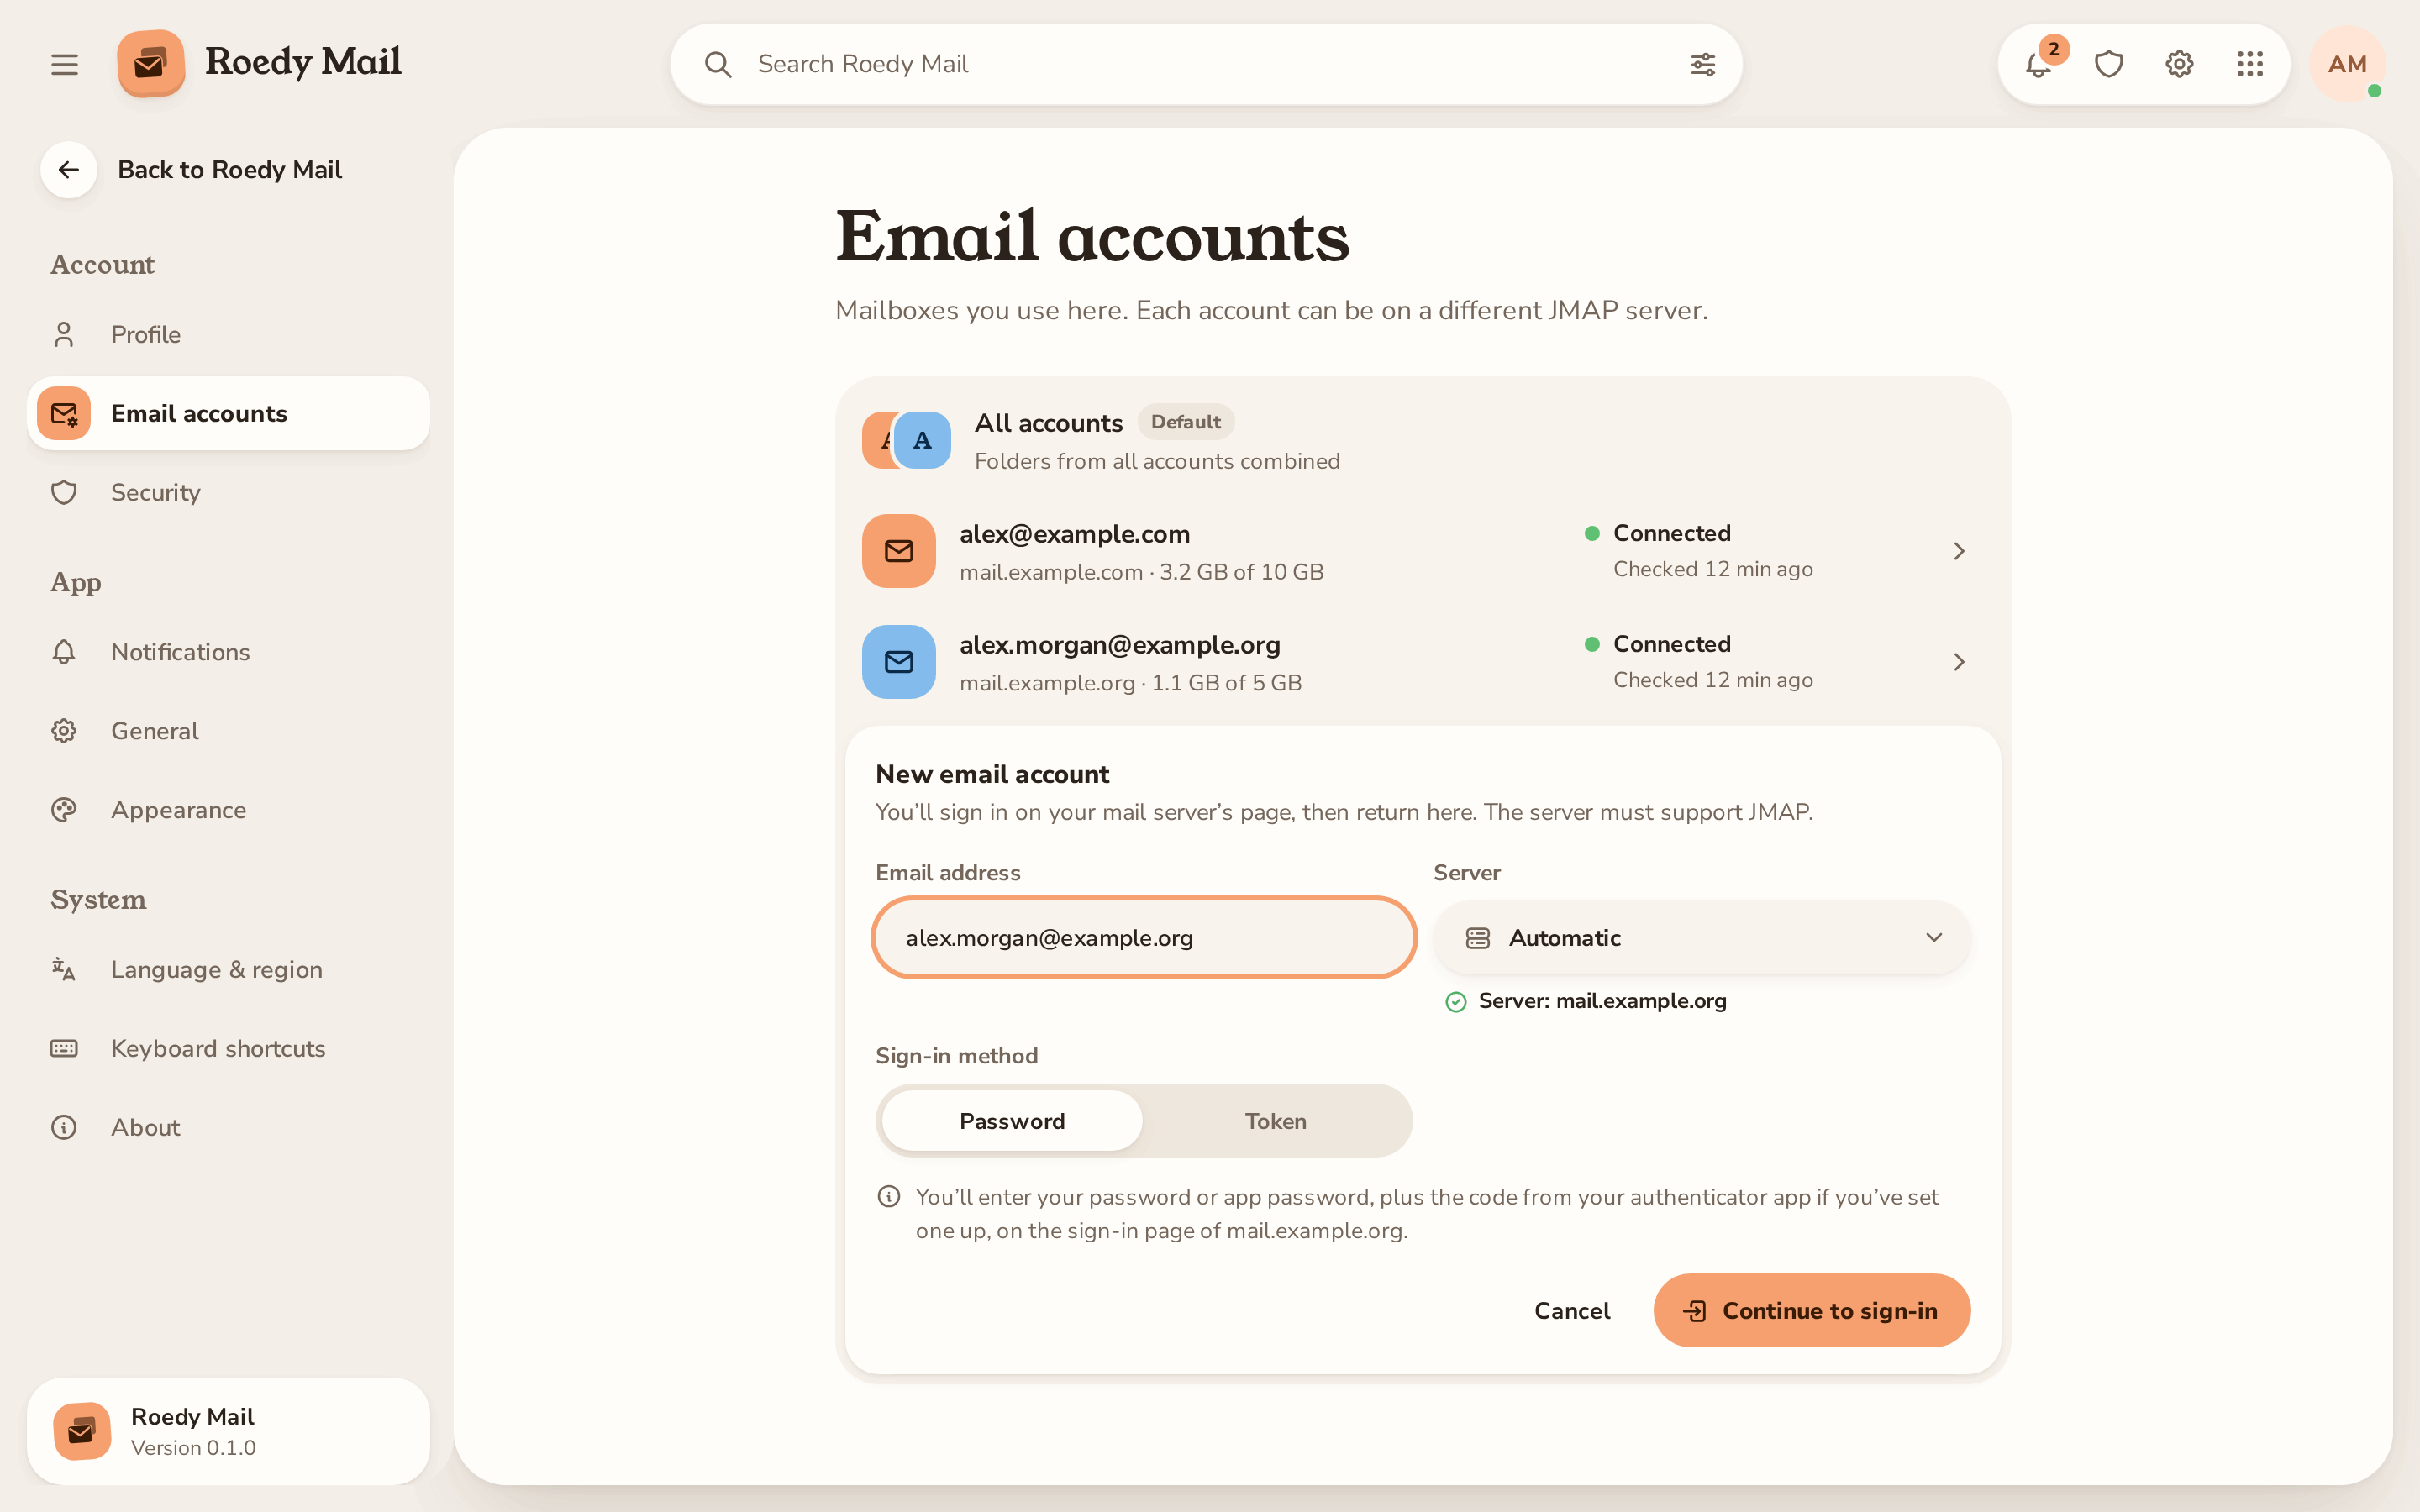 Roedy Mail
Search Roedy Mail
2
AM
Back to Roedy Mail
Account
Profile
Email accounts
Security
App
Notifications
General
Appearance
System
Language & region
Keyboard shortcuts
About
Roedy Mail
Version 0.1.0
Email accounts
Mailboxes you use here. Each account can be on a different JMAP server.
A
A
All accounts
Default
Folders from all accounts combined
alex@example.com
mail.example.com · 3.2 GB of 10 GB
Connected
Checked 12 min ago
alex.morgan@example.org
mail.example.org · 1.1 GB of 5 GB
Connected
Checked 12 min ago
New email account
You’ll sign in on your mail server’s page, then return here. The server must support JMAP.
Email address
alex.morgan@example.org
Server
Automatic
Server: mail.example.org
Sign-in method
Password
Token
You’ll enter your password or app password, plus the code from your authenticator app if you’ve set
one up, on the sign-in page of mail.example.org.
Cancel
Continue to sign-in